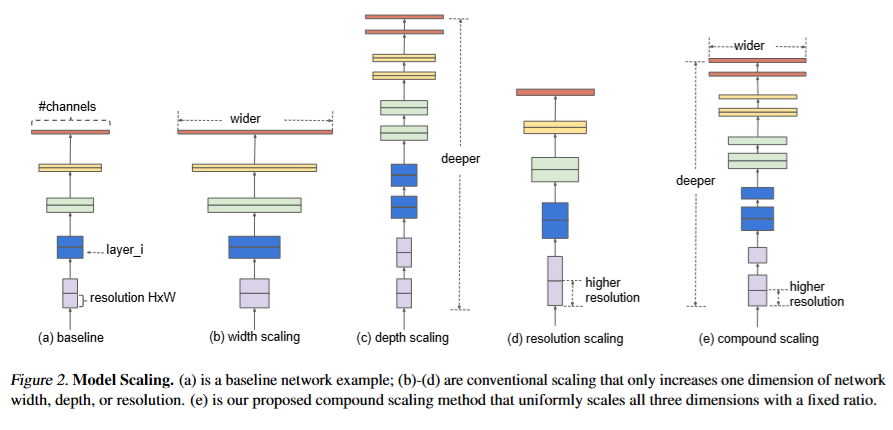 #channels
layer_i
resolution HxW
(a) baseline
wider
(b) width scaling
deeper
(c) depth scaling
higher
resolution
(d) resolution scaling
wider
deeper
higher
resolution
(e) compound scaling
Figure 2. Model Scaling. (a) is a baseline network example; (b)-(d) are conventional scaling that only increases one dimension of network
width, depth, or resolution. (e) is our proposed compound scaling method that uniformly scales all three dimensions with a fixed ratio.